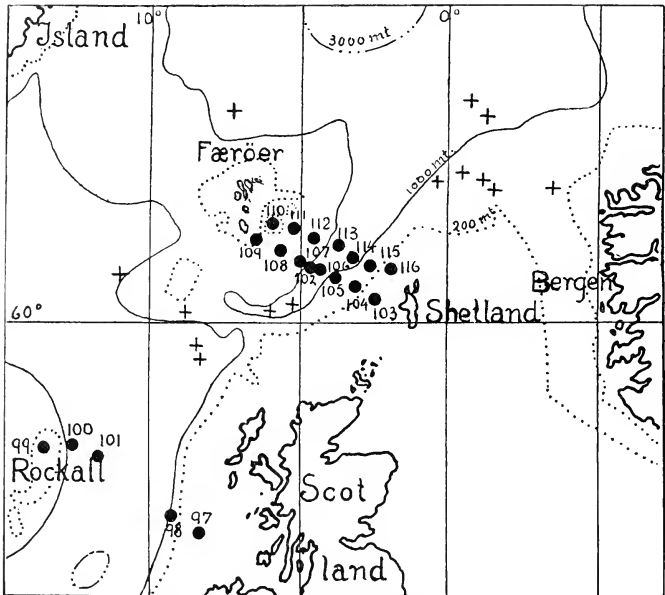 10°
0°
Island
3000 mt
Færöer
1000 mt.
200 mt.
110
111
112
113
109
108
107
114
115
102
106
116
105
104
103
Bergen
60°
Shetland
99
100
101
Rockall
Scot
98
97
land